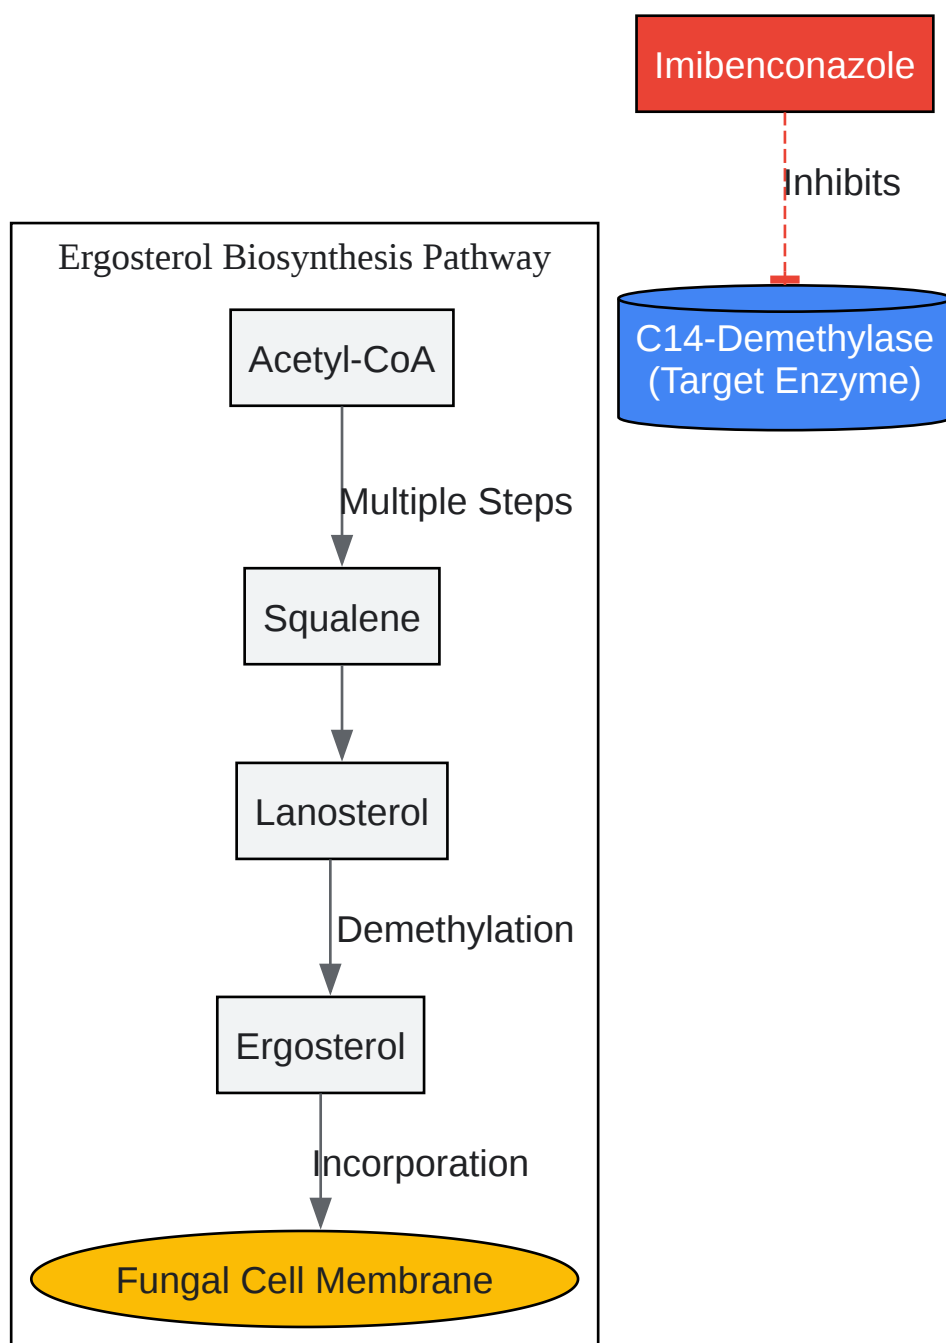 Imibenconazole
Inhibits
C14-Demethylase
(Target Enzyme)
Ergosterol Biosynthesis Pathway
Acetyl-CoA
Multiple Steps
Squalene
Lanosterol
Demethylation
Ergosterol
Incorporation
Fungal Cell Membrane